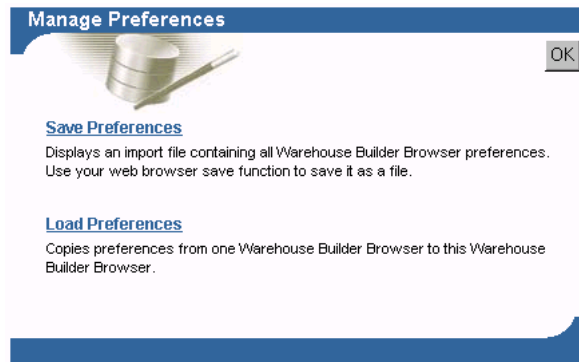 Manage Preferences
OK
Save Preferences
Displays an import file containing all Warehouse Builder Browser preferences.
Use your web browser save function to save it as a file.
Load Preferences
Copies preferences from one Warehouse Builder Browser to this Warehouse
Builder Browser.